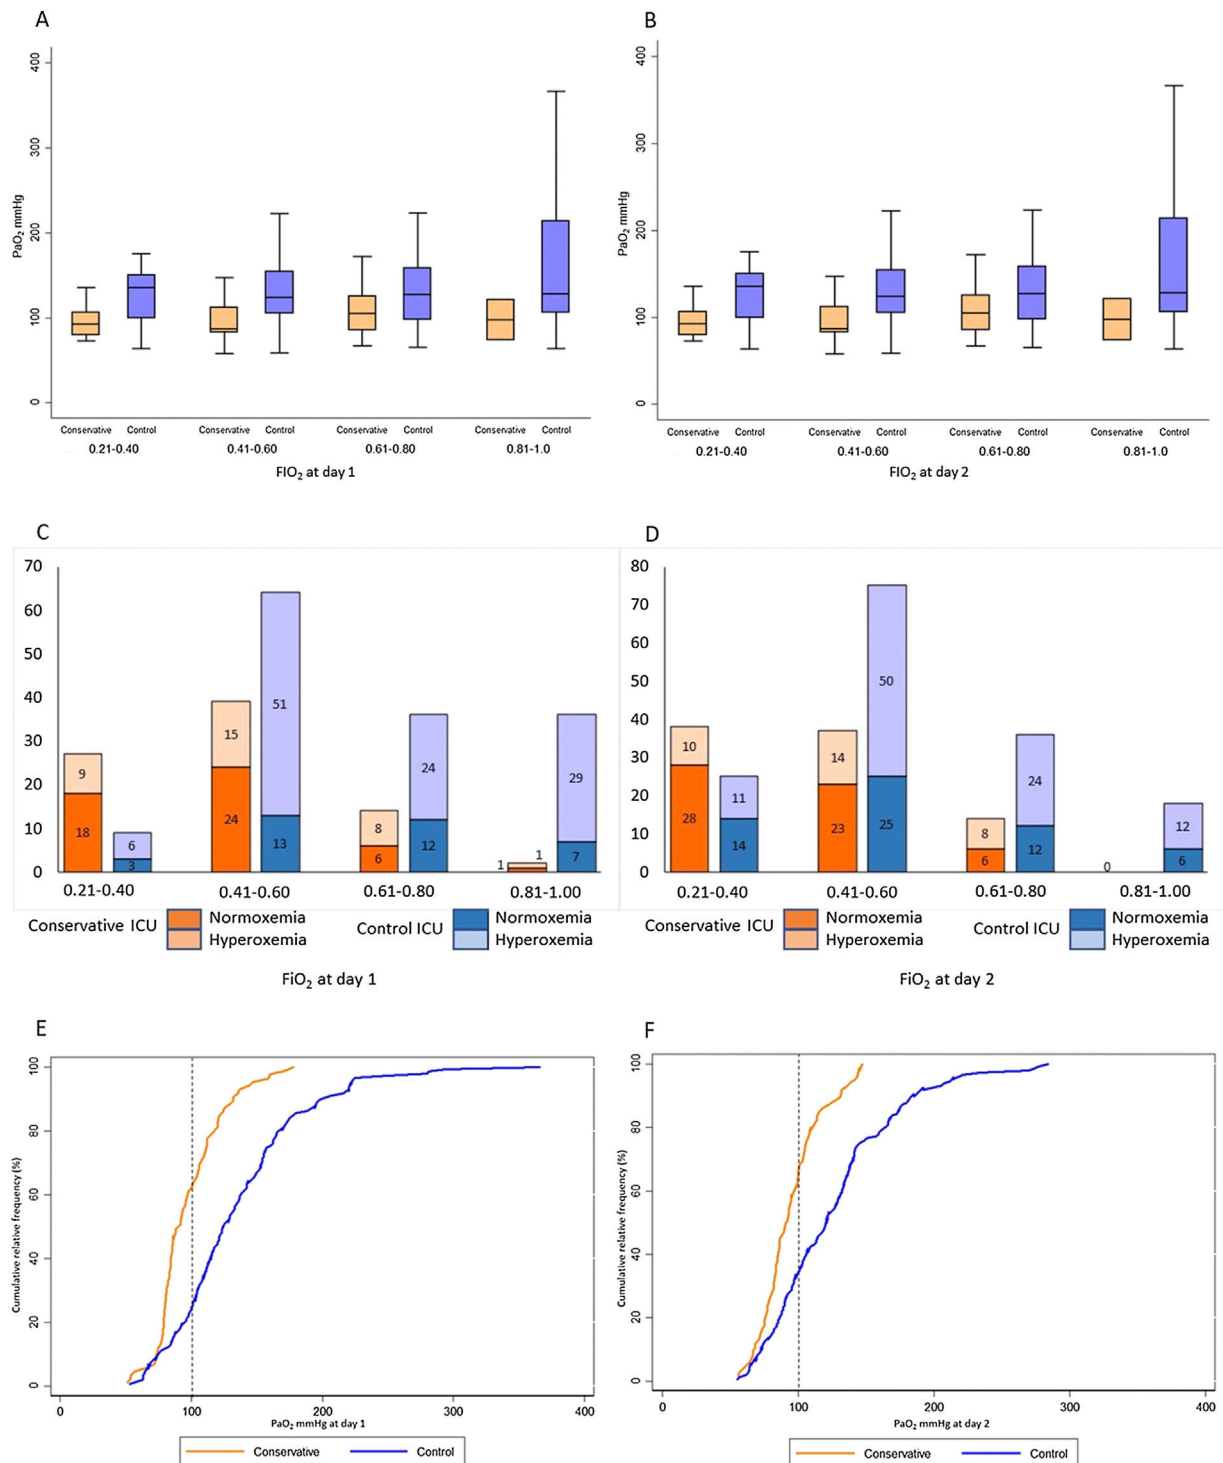 A
400
300
200
100
0
PaO2 mmHg
Conservative Control Conservative Control Conservative Control Conservative Control
0.21-0.40 0.41-0.60 0.61-0.80 0.81-1.0
FIO2 at day 1
B
400
300
200
100
0
PaO2 mmHg
Conservative Control Conservative Control Conservative Control Conservative Control
0.21-0.40 0.41-0.60 0.61-0.80 0.81-1.0
FIO2 at day 2
C
70
60
50
40
30
20
10
0
9
18
6
3
15
24
51
13
8
6
24
12
1
1
29
7
0.21-0.40 0.41-0.60 0.61-0.80 0.81-1.00
Conservative ICU
Normoxemia
Hyperoxemia
Control ICU
Normoxemia
Hyperoxemia
FiO2 at day 1
D
80
70
60
50
40
30
20
10
0
10
28
11
14
14
23
50
25
8
6
24
12
0
12
6
0.21-0.40 0.41-0.60 0.61-0.80 0.81-1.00
Conservative ICU
Normoxemia
Hyperoxemia
Control ICU
Normoxemia
Hyperoxemia
FiO2 at day 2
E
100
80
60
40
20
0
Cumulative relative frequency (%)
0 100 200 300 400
PaO2 mmHg at day 1
Conservative Control
F
100
80
60
40
20
0
Cumulative relative frequency (%)
0 100 200 300 400
PaO2 mmHg at day 2
Conservative Control